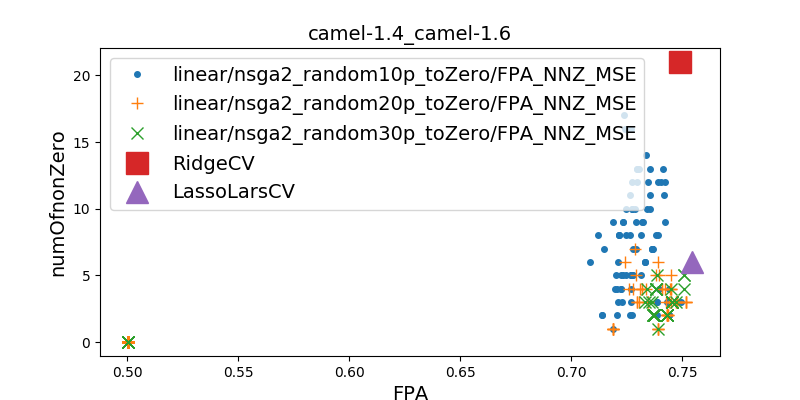 camel-1.4_camel-1.6
linear/nsga2_random10p_toZero/FPA_NNZ_MSE
linear/nsga2_random20p_toZero/FPA_NNZ_MSE
linear/nsga2_random30p_toZero/FPA_NNZ_MSE
RidgeCV
LassoLarsCV
numOfnonZero
20
15
10
5
0
0.50 0.55 0.60 0.65 0.70 0.75
FPA